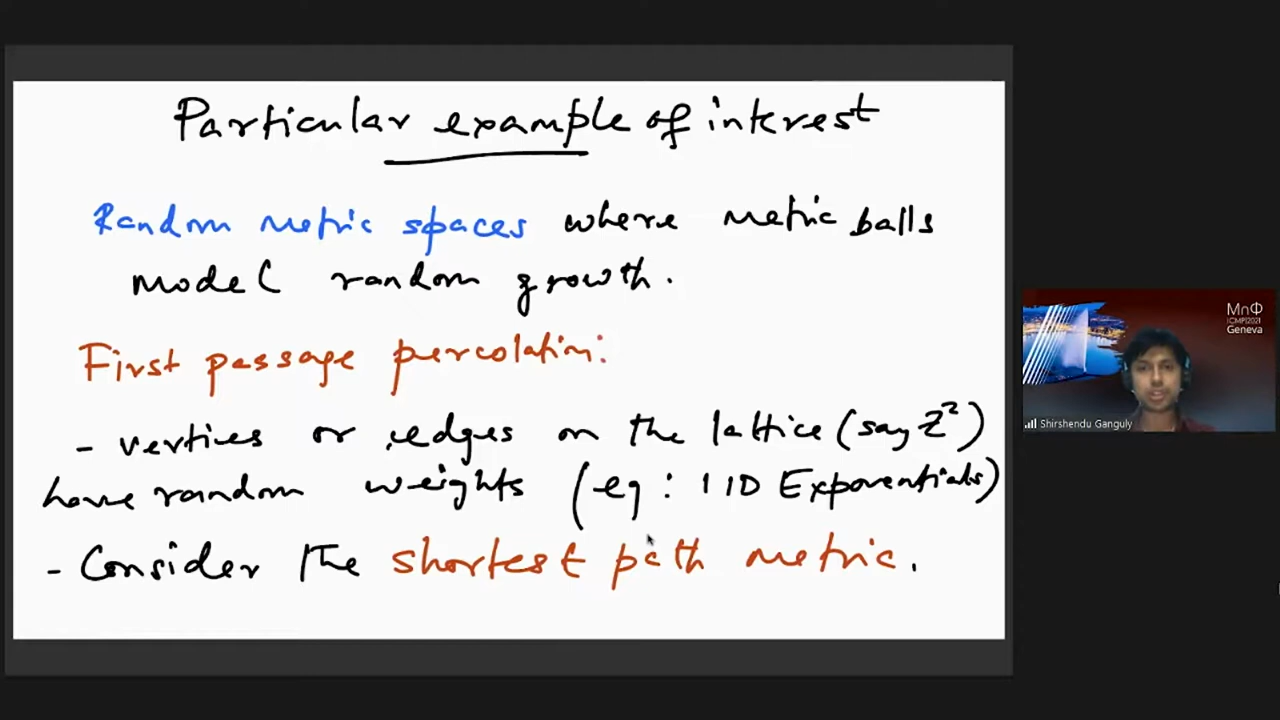 Particular example of interest
Random metric spaces where metric balls
model random growth.
First passage percolation:
- vertices or edges on the lattice (say Z²)
have random weights (eg: IID Exponentials)
- Consider the shortest path metric.
MnΦ
ICMP|2021
Geneva
Shirshendu Ganguly